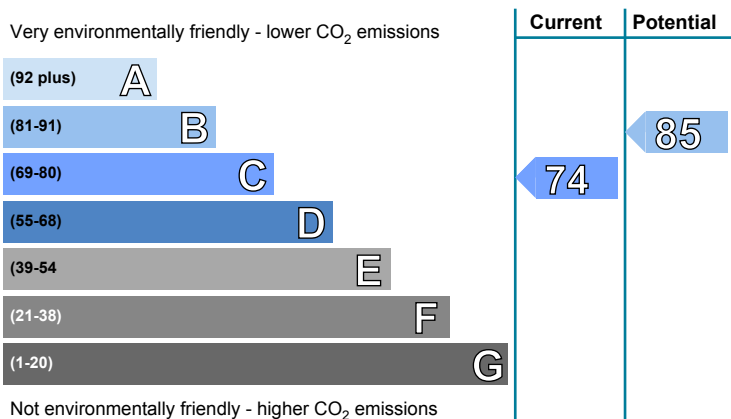 Current Potential
Very environmentally friendly - lower CO2 emissions
(92 plus) A
(81-91) B
85
(69-80) C
74
(55-68) D
(39-54 E
(21-38) F
(1-20) G
Not environmentally friendly - higher CO2 emissions